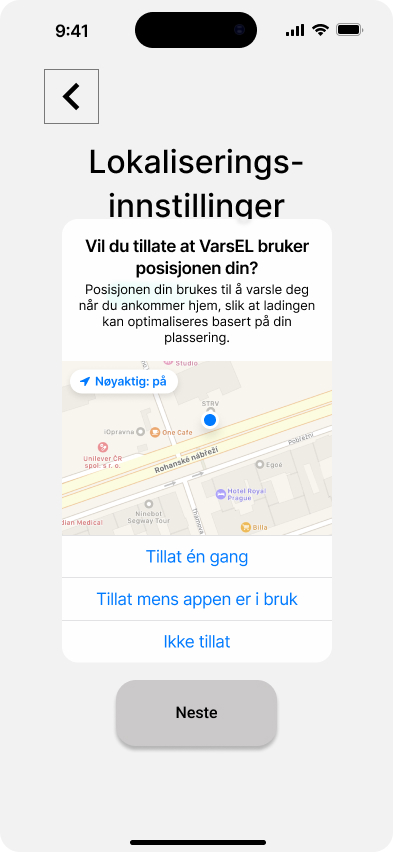 9:41
Lokaliserings-
innstillinger
Vil du tillate at VarsEL bruker
posisjonen din?
Posisjonen din brukes til å varsle deg
når du ankommer hjem, slik at ladingen
kan optimaliseres basert på din
plassering.
Studio
Nøyaktig: på
STRV
iOpravna
One Cafe
Pobřežní
Unilever ČR
spol. s r. o.
Rohanské nábřeží
Egoé
Hotel Royal
Prague
Ninebot
Segway Tour
Thámova
dian Medical
Billa
Tillat én gang
Tillat mens appen er i bruk
Ikke tillat
Neste